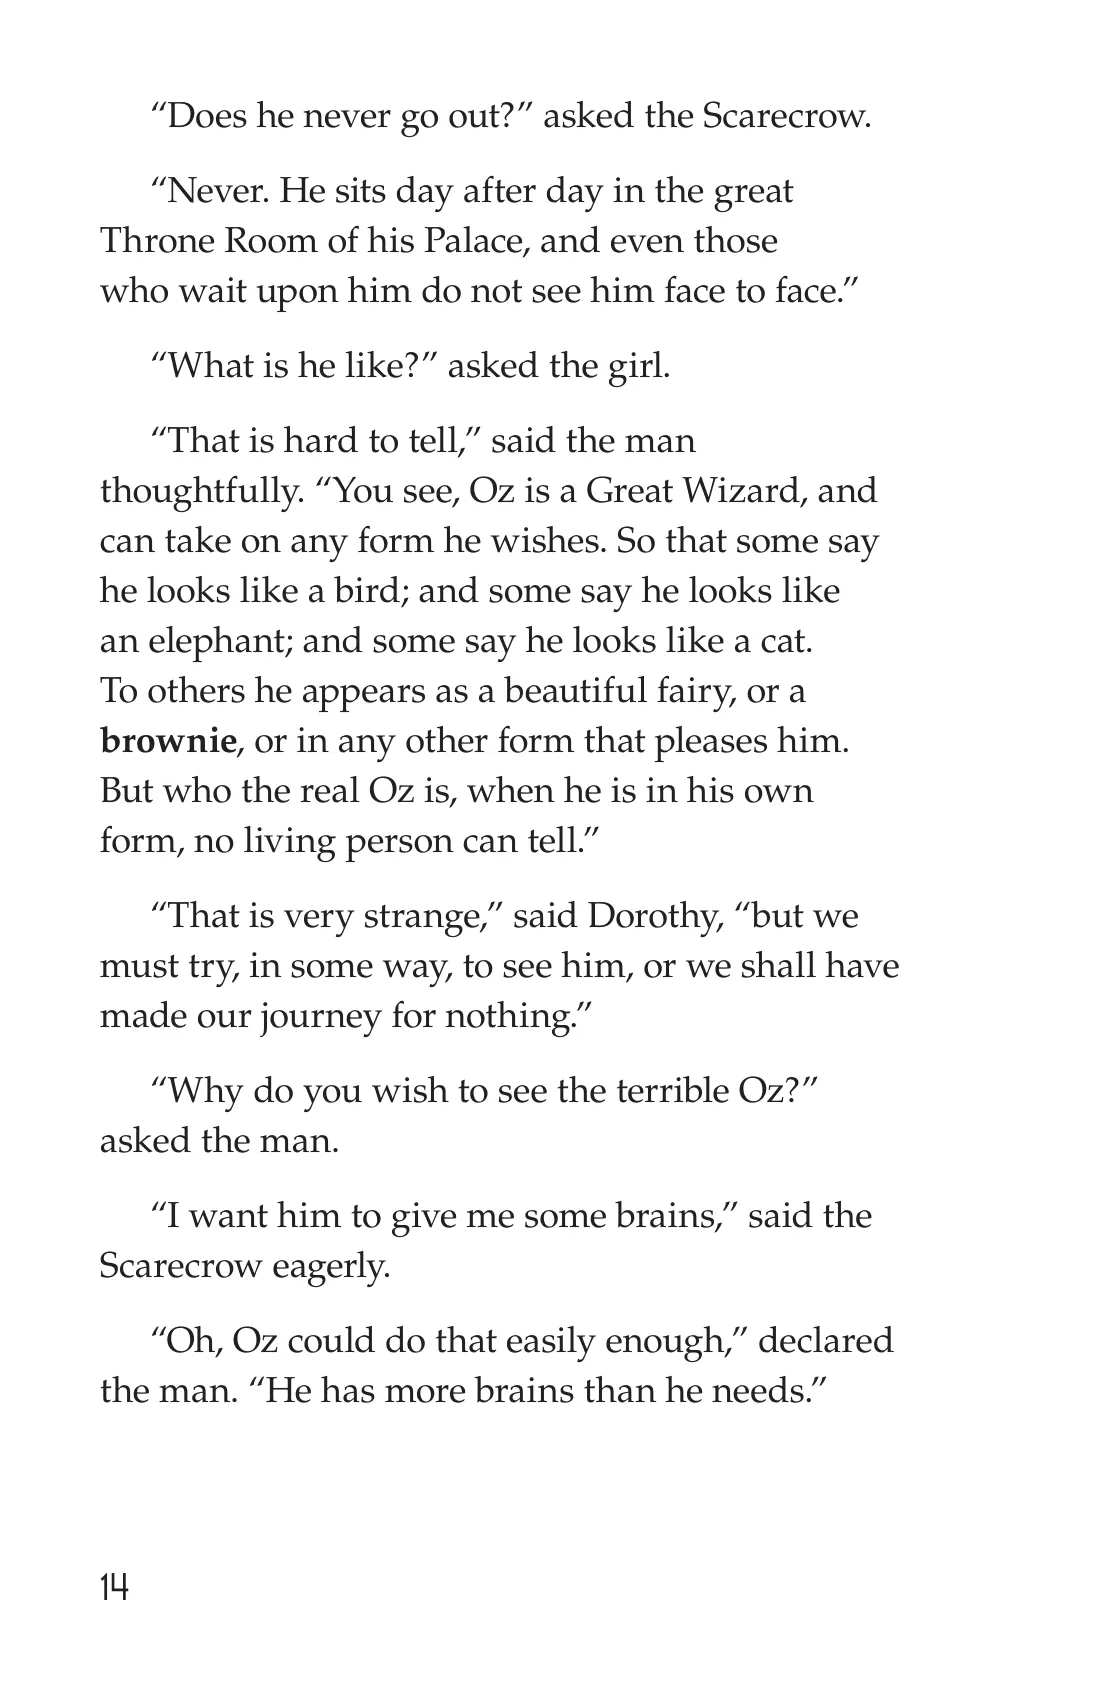 “Does he never go out?” asked the Scarecrow.
“Never. He sits day after day in the great
Throne Room of his Palace, and even those
who wait upon him do not see him face to face.”
“What is he like?” asked the girl.
“That is hard to tell,” said the man
thoughtfully. “You see, Oz is a Great Wizard, and
can take on any form he wishes. So that some say
he looks like a bird; and some say he looks like
an elephant; and some say he looks like a cat.
To others he appears as a beautiful fairy, or a
brownie, or in any other form that pleases him.
But who the real Oz is, when he is in his own
form, no living person can tell.”
“That is very strange,” said Dorothy, “but we
must try, in some way, to see him, or we shall have
made our journey for nothing.”
“Why do you wish to see the terrible Oz?”
asked the man.
“I want him to give me some brains,” said the
Scarecrow eagerly.
“Oh, Oz could do that easily enough,” declared
the man. “He has more brains than he needs.”
14